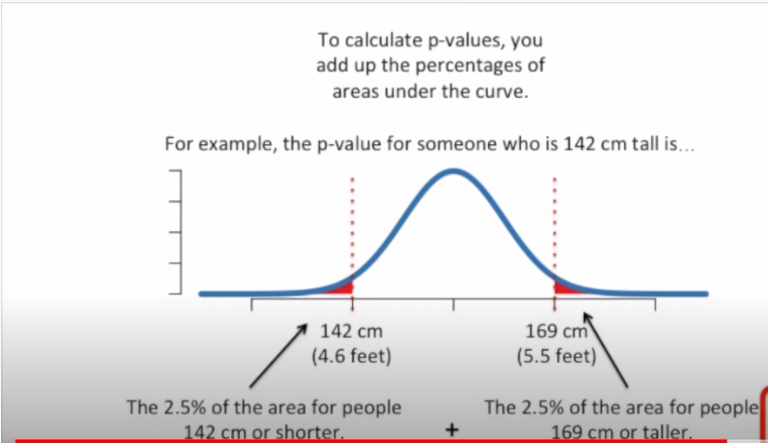 To calculate p-values, you
add up the percentages of
areas under the curve.
For example, the p-value for someone who is 142 cm tall is...
142 cm
(4.6 feet)
169 cm
(5.5 feet)
The 2.5% of the area for people
142 cm or shorter.
+
The 2.5% of the area for people
169 cm or taller.